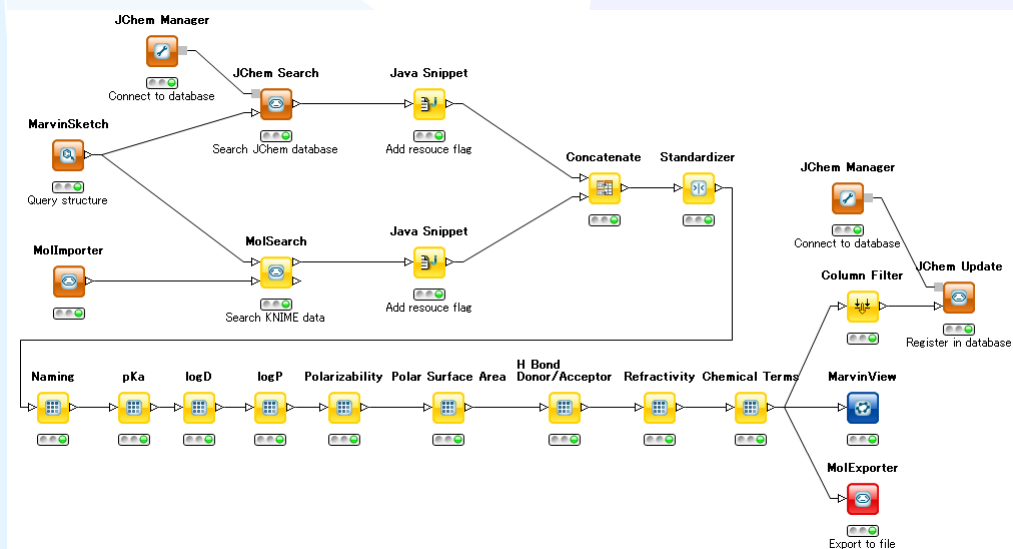 JChem Manager
Connect to database
JChem Search
Search JChem database
Java Snippet
Add resouce flag
MarvinSketch
Query structure
Concatenate
Standardizer
MolImporter
MolSearch
Search KNIME data
Java Snippet
Add resouce flag
JChem Manager
Connect to database
Column Filter
JChem Update
Register in database
Naming
pKa
logD
logP
Polarizability
Polar Surface Area
H Bond
Donor/Acceptor
Refractivity
Chemical Terms
MarvinView
MolExporter
Export to file